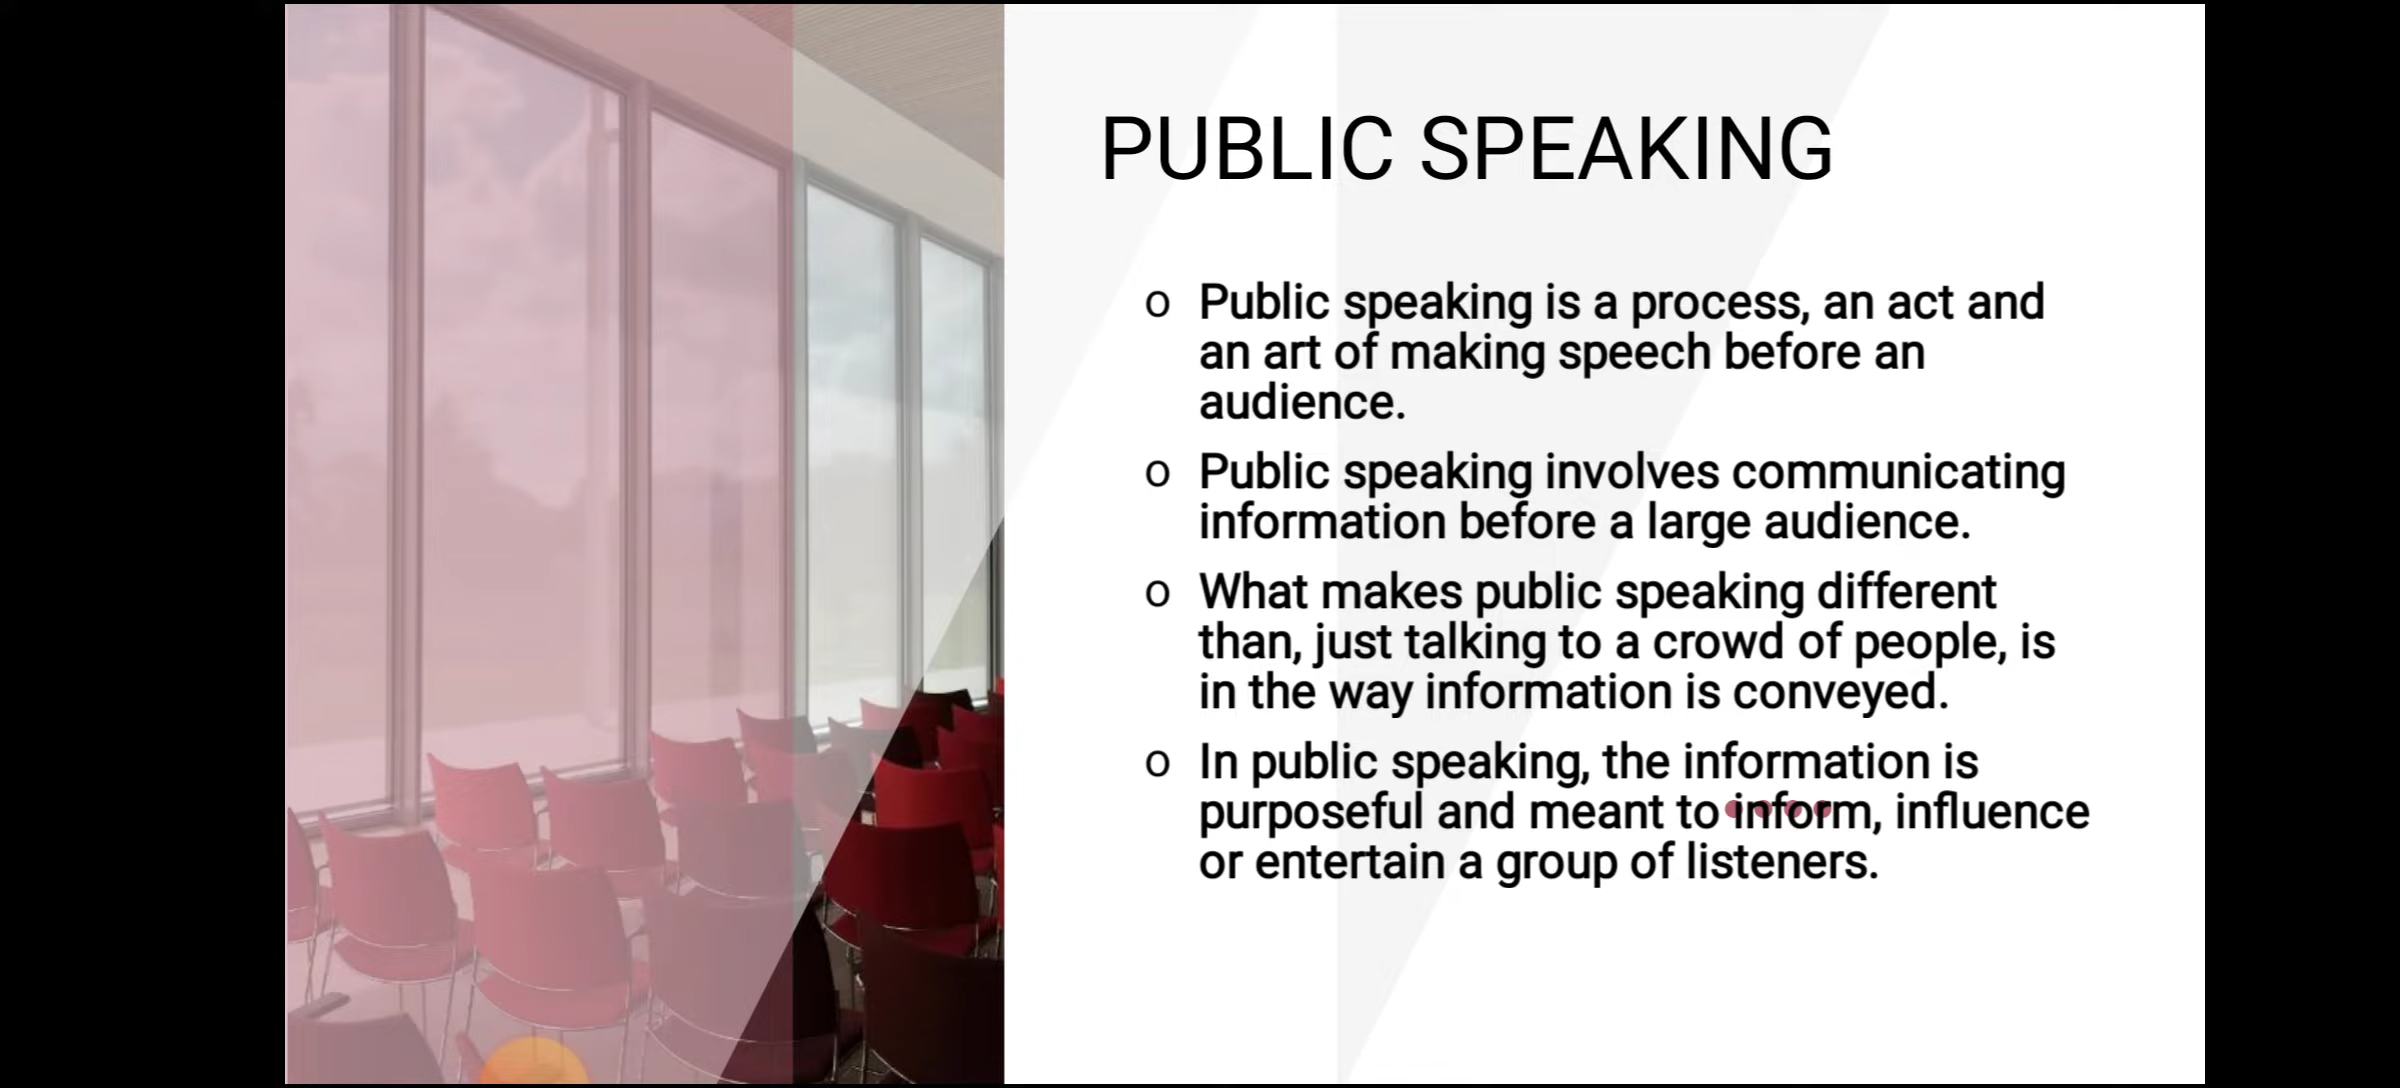 PUBLIC SPEAKING
o Public speaking is a process, an act and
an art of making speech before an
audience.
o Public speaking involves communicating
information before a large audience.
o What makes public speaking different
than, just talking to a crowd of people, is
in the way information is conveyed.
o In public speaking, the information is
purposeful and meant to inform, influence
or entertain a group of listeners.